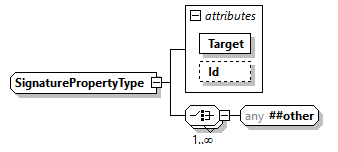 attributes
Target
Id
SignaturePropertyType
any ##other
1..∞